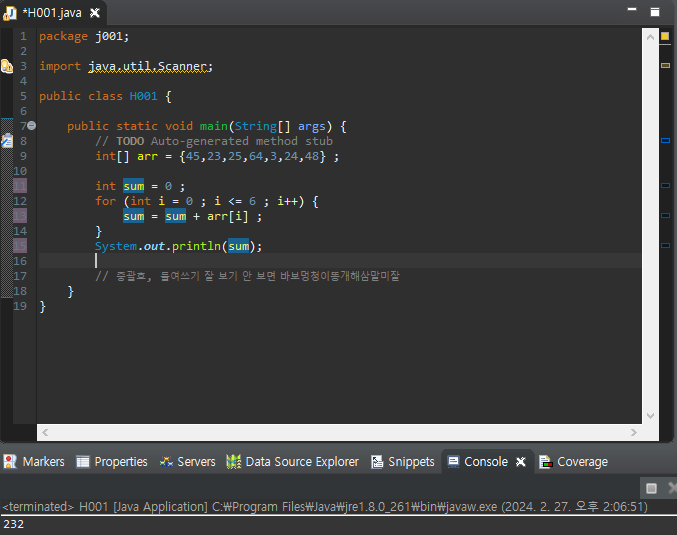 *H001.java
1 package j001;
2
3 import java.util.Scanner;
4
5 public class H001 {
6
7 public static void main(String[] args) {
8 // TODO Auto-generated method stub
9 int[] arr = {45,23,25,64,3,24,48} ;
10
11 int sum = 0 ;
12 for (int i = 0 ; i <= 6 ; i++) {
13 sum = sum + arr[i] ;
14 }
15 System.out.println(sum);
16
17 // 중괄호, 들여쓰기 잘 보기 안 보면 바보멍청이똥개해삼말미잘
18 }
19 }
Markers Properties Servers Data Source Explorer Snippets Console Coverage
<terminated> H001 [Java Application] C:₩Program Files₩Java₩jre1.8.0_261₩bin₩javaw.exe (2024. 2. 27. 오후 2:06:51)
232